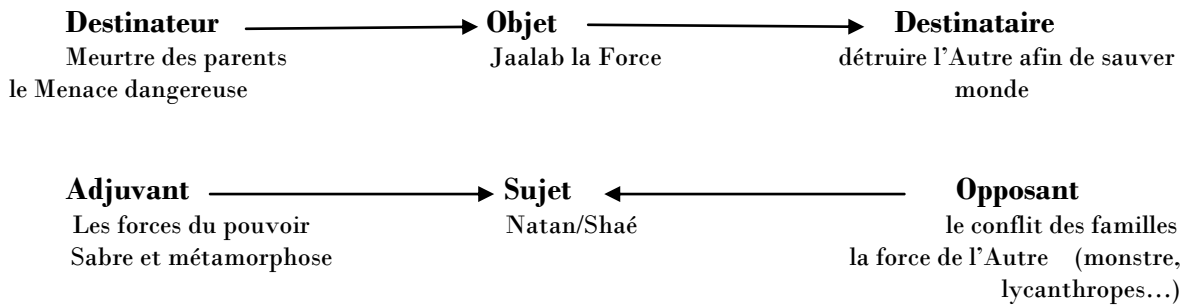 Destinateur Objet Destinataire
Meurtre des parents Jaalab la Force détruire l’Autre afin de sauver
le Menace dangereuse monde
Adjuvant Sujet Opposant
Les forces du pouvoir Natan/Shaé le conflit des familles
Sabre et métamorphose la force de l’Autre (monstre,
lycanthropes…)